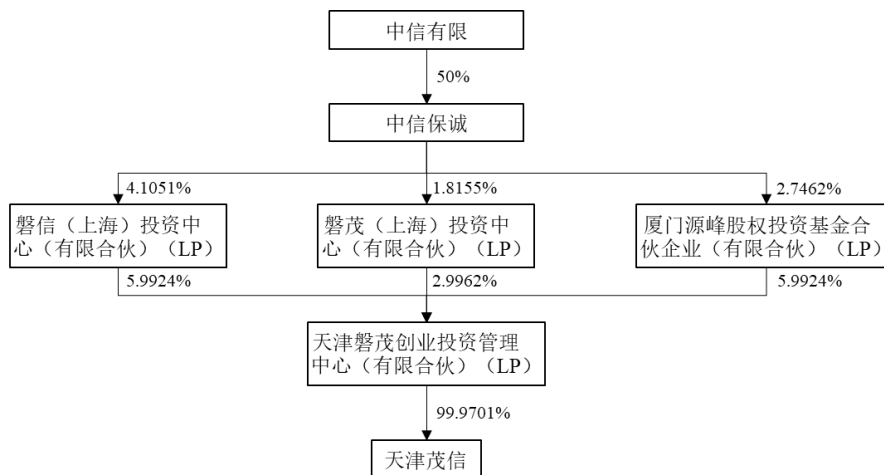 中信有限
50%
中信保诚
4.1051%
1.8155%
2.7462%
磐信（上海）投资中
心（有限合伙）（LP）
磐茂（上海）投资中
心（有限合伙）（LP）
厦门源峰股权投资基金合
伙企业（有限合伙）（LP）
5.9924%
2.9962%
5.9924%
天津磐茂创业投资管理
中心（有限合伙）（LP）
99.9701%
天津茂信